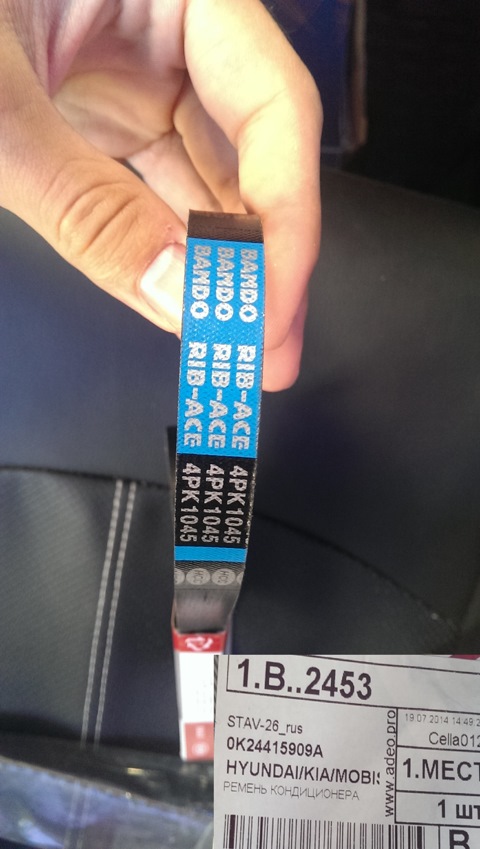 BANDO RIB-ACE 4PK1045
BANDO RIB-ACE 4PK1045
BANDO RIB-ACE 4PK1045
1.B..2453
STAV-26_rus
0K24415909A
HYUNDAI/KIA/MOBIS
РЕМЕНЬ КОНДИЦИОНЕРА
www.adeo.pro
19.07.2014 14:49
Cella012
1.МЕСТ
1 шт
B